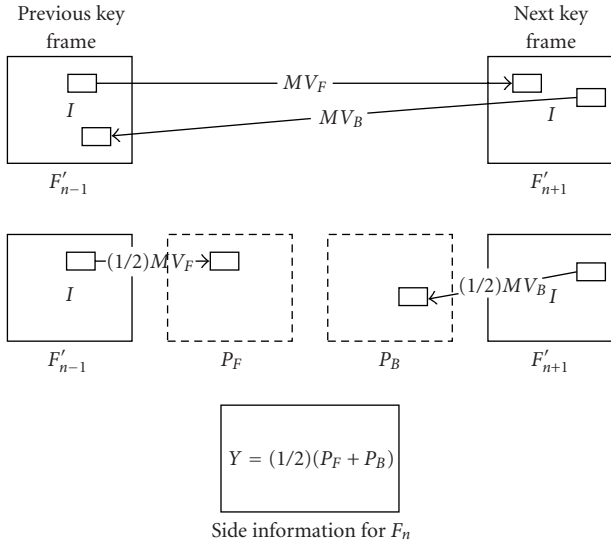 Previous key
frame
Next key
frame
I
MV_F
MV_B
I
F′_{n−1}
F′_{n+1}
(1/2)MV_F
(1/2)MV_B
I
I
F′_{n−1}
P_F
P_B
F′_{n+1}
Y = (1/2)(P_F + P_B)
Side information for F_n